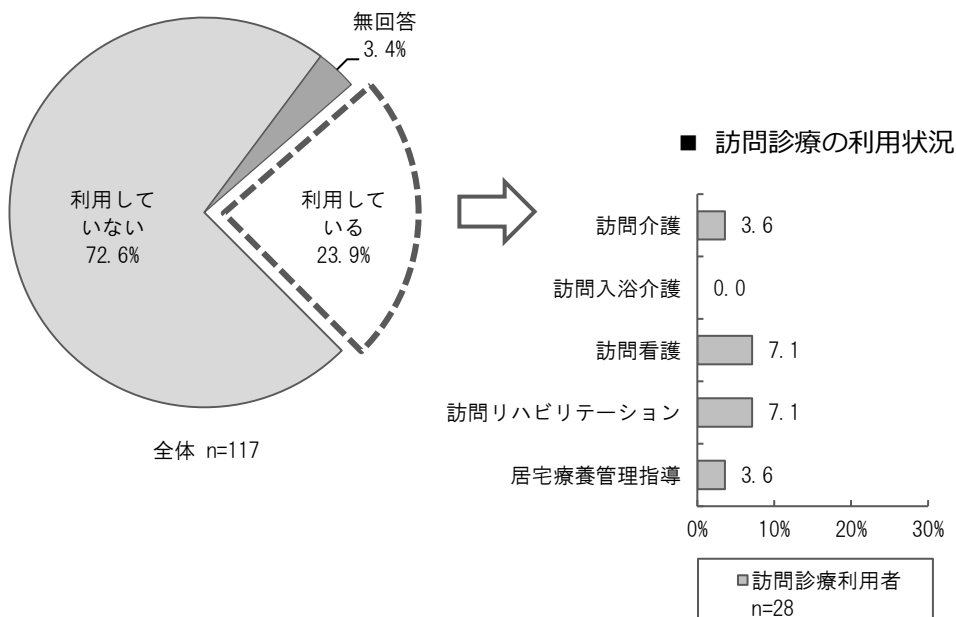 無回答
3.4%
利用して
いない
72.6%
利用して
いる
23.9%
全体 n=117
■ 訪問診療の利用状況
訪問介護 3.6
訪問入浴介護 0.0
訪問看護 7.1
訪問リハビリテーション 7.1
居宅療養管理指導 3.6
0% 10% 20% 30%
訪問診療利用者
n=28